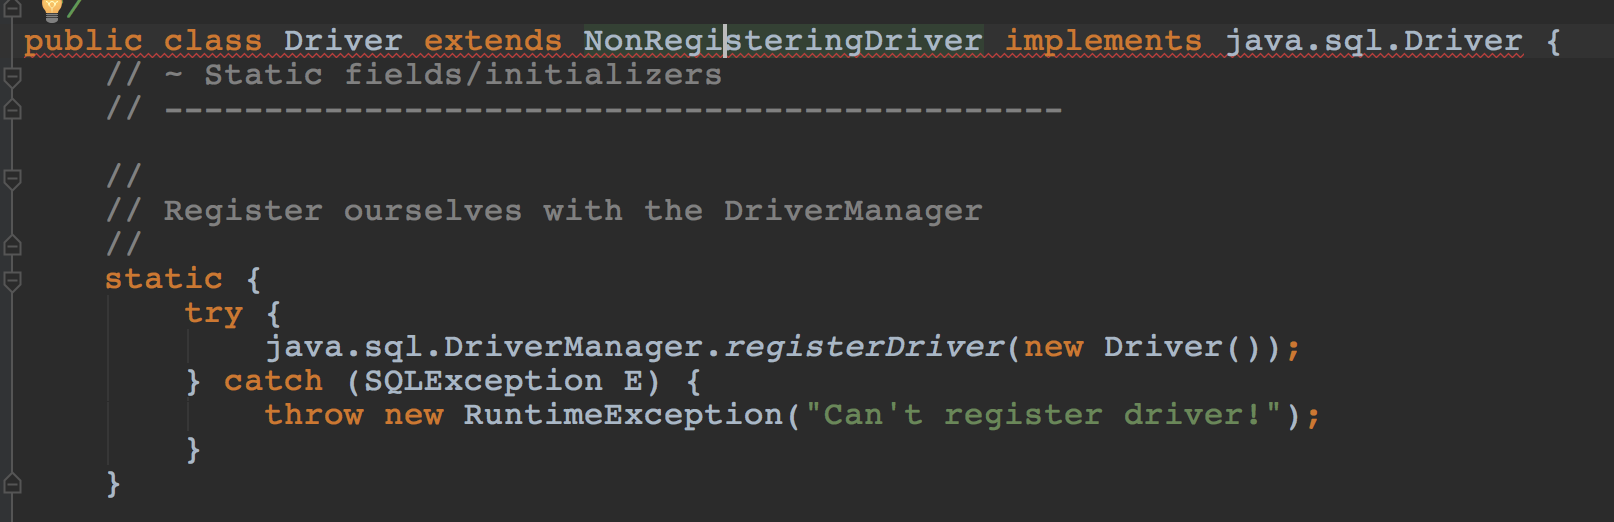 /
public class Driver extends NonRegisteringDriver implements java.sql.Driver {
// ~ Static fields/initializers
// ---------------------------------------------
//
// Register ourselves with the DriverManager
//
static {
try {
java.sql.DriverManager.registerDriver(new Driver());
} catch (SQLException E) {
throw new RuntimeException("Can't register driver!");
}
}